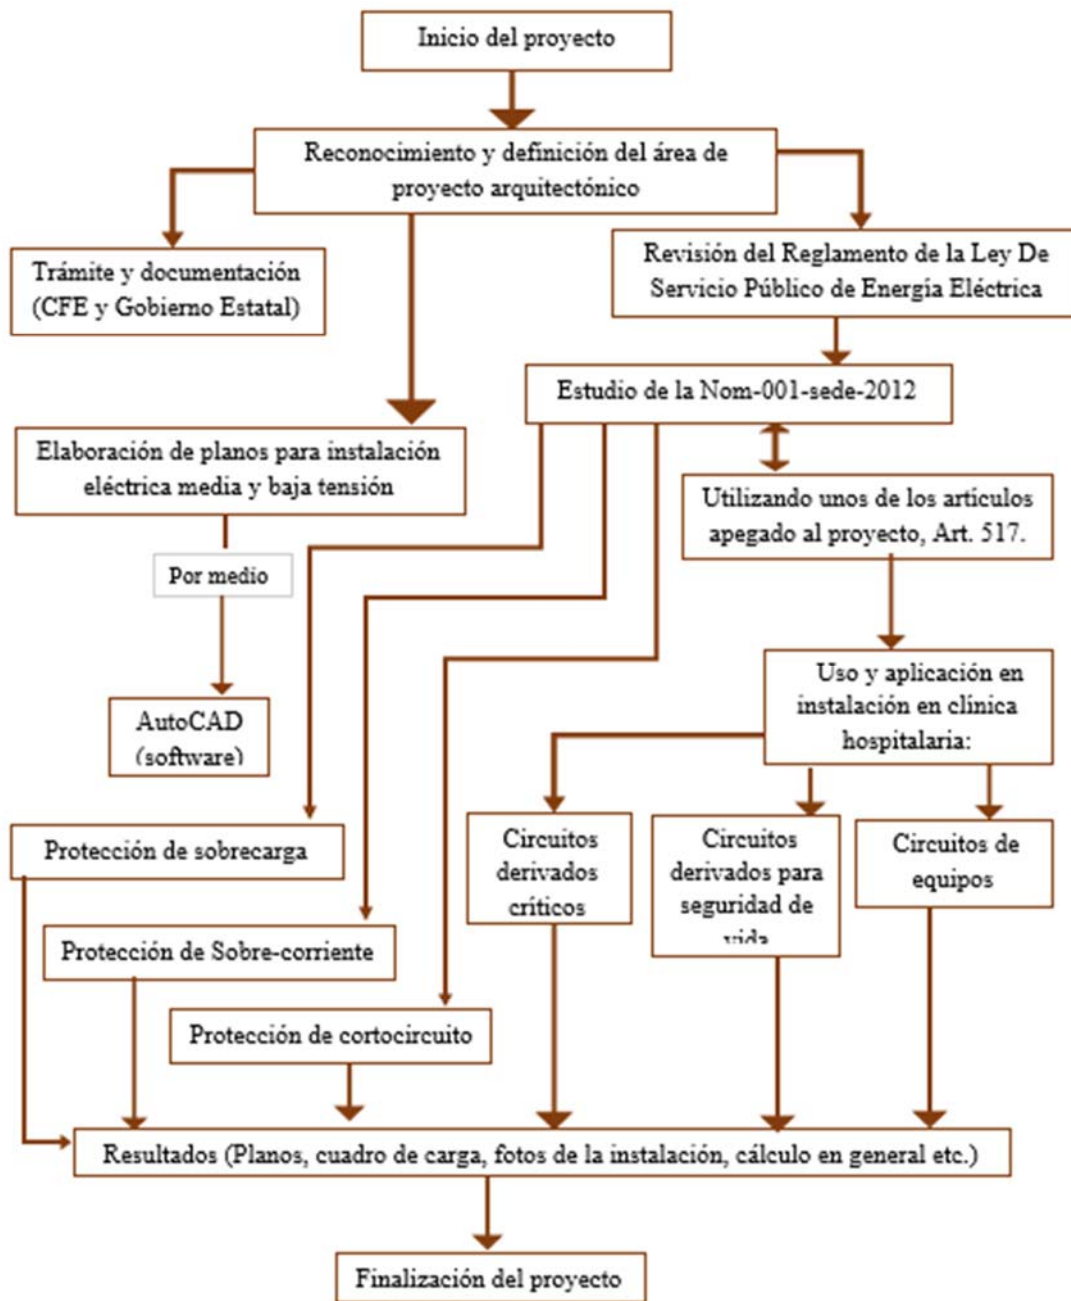 Inicio del proyecto
Reconocimiento y definición del área de
proyecto arquitectónico
Trámite y documentación
(CFE y Gobierno Estatal)
Revisión del Reglamento de la Ley De
Servicio Público de Energía Eléctrica
Estudio de la Nom-001-sede-2012
Elaboración de planos para instalación
eléctrica media y baja tensión
Utilizando unos de los artículos
apegado al proyecto, Art. 517.
Por medio
Uso y aplicación en
instalación en clínica
hospitalaria:
AutoCAD
(software)
Protección de sobrecarga
Circuitos
derivados
críticos
Circuitos
derivados para
seguridad de
vida
Circuitos de
equipos
Protección de Sobre-corriente
Protección de cortocircuito
Resultados (Planos, cuadro de carga, fotos de la instalación, cálculo en general etc.)
Finalización del proyecto